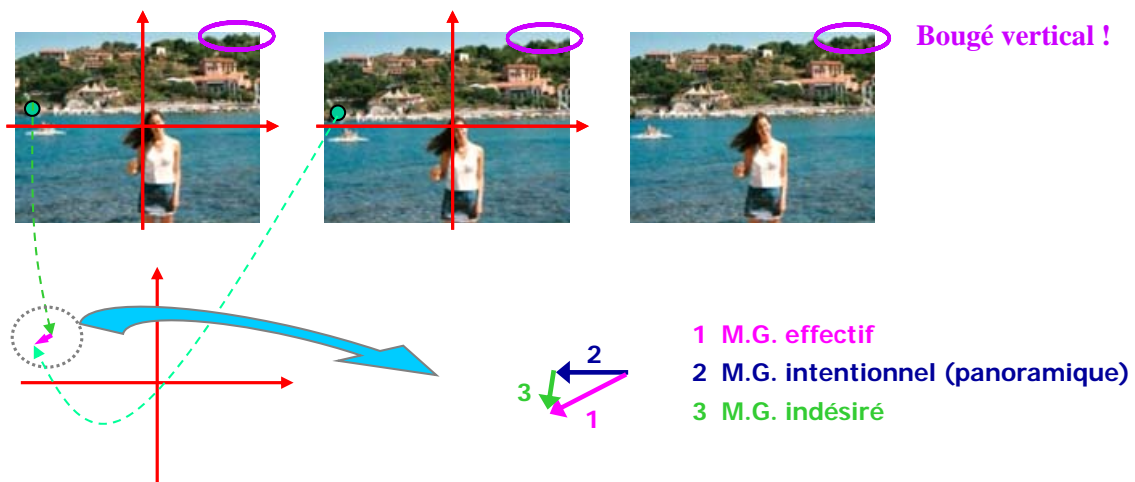 Bougé vertical !
2
3
1
1 M.G. effectif
2 M.G. intentionnel (panoramique)
3 M.G. indésiré